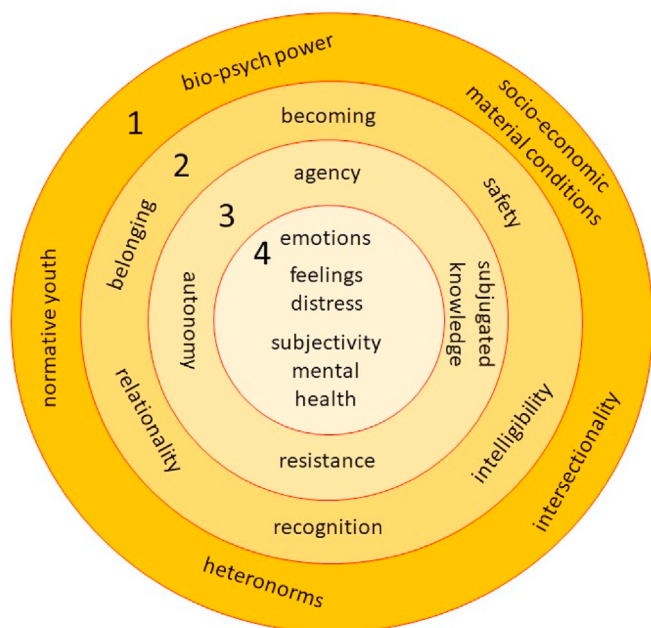 bio-psych power
socio-economic
material conditions
1
becoming
2
safety
agency
belonging
3
emotions
4
feelings
distress
subjugated
knowledge
autonomy
normative youth
subjectivity
mental
health
relationality
intelligibility
intersectionality
resistance
recognition
heteronorms